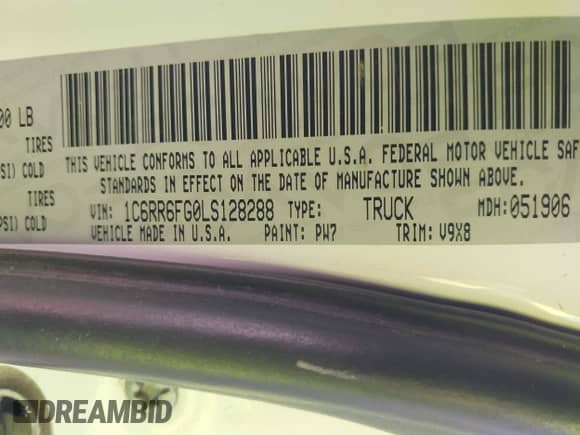 00 LB
TIRES
SI) COLD
TIRES
PSI) COLD
THIS VEHICLE CONFORMS TO ALL APPLICABLE U.S.A. FEDERAL MOTOR VEHICLE SAF
STANDARDS IN EFFECT ON THE DATE OF MANUFACTURE SHOWN ABOVE.
VIN: 1C6RR6FG0LS128288 TYPE: TRUCK MDH:051906
VEHICLE MADE IN U.S.A. PAINT: PW7 TRIM: V9X8
DREAMBID